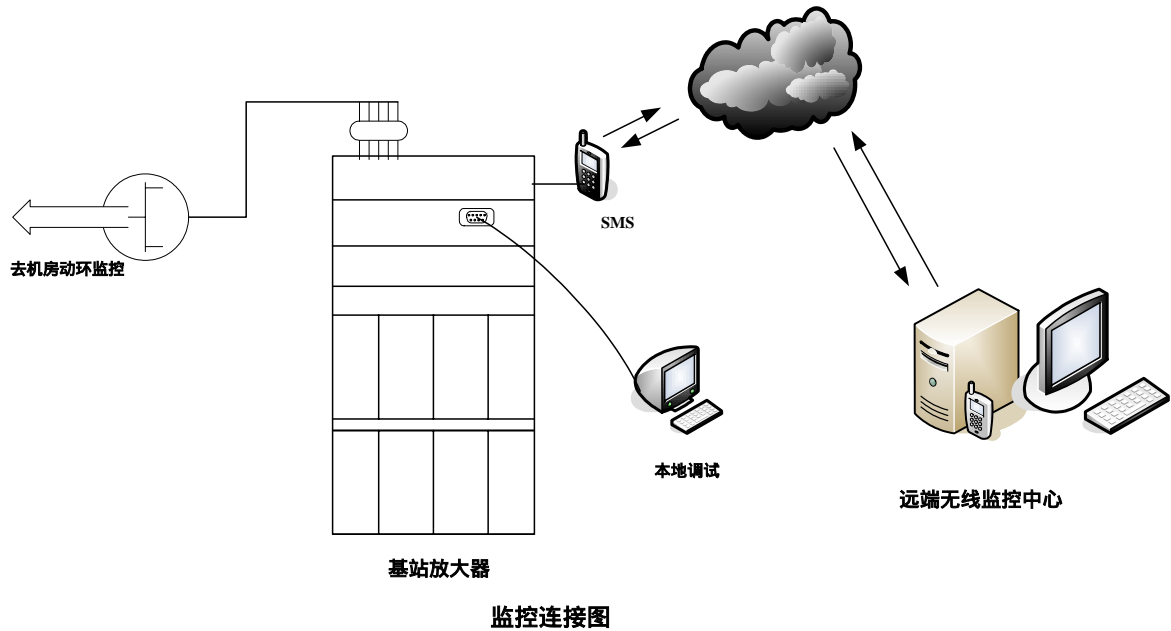 SMS
去机房动环监控
本地调试
远端无线监控中心
基站放大器
监控连接图